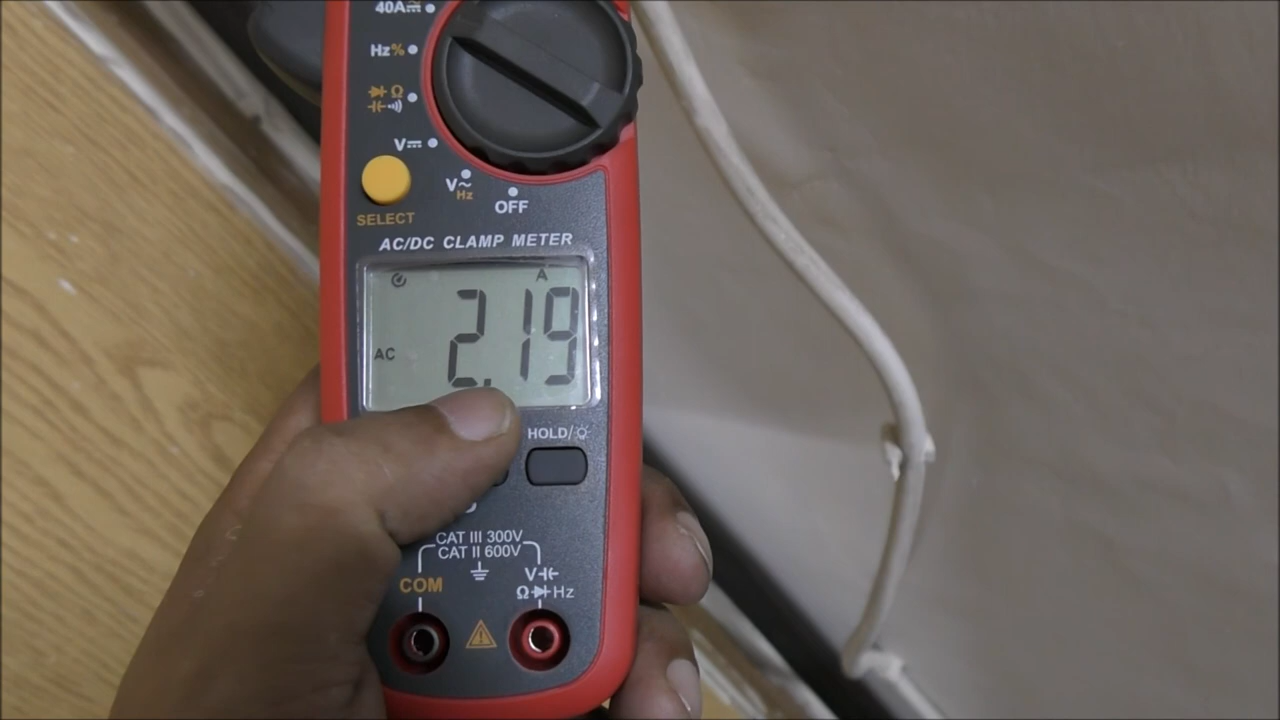 40A
Hz%
Ω
V
SELECT
V~
Hz
OFF
AC/DC CLAMP METER
A
AC
2.19
HOLD/
CAT III 300V
CAT II 600V
COM
V
Ω Hz